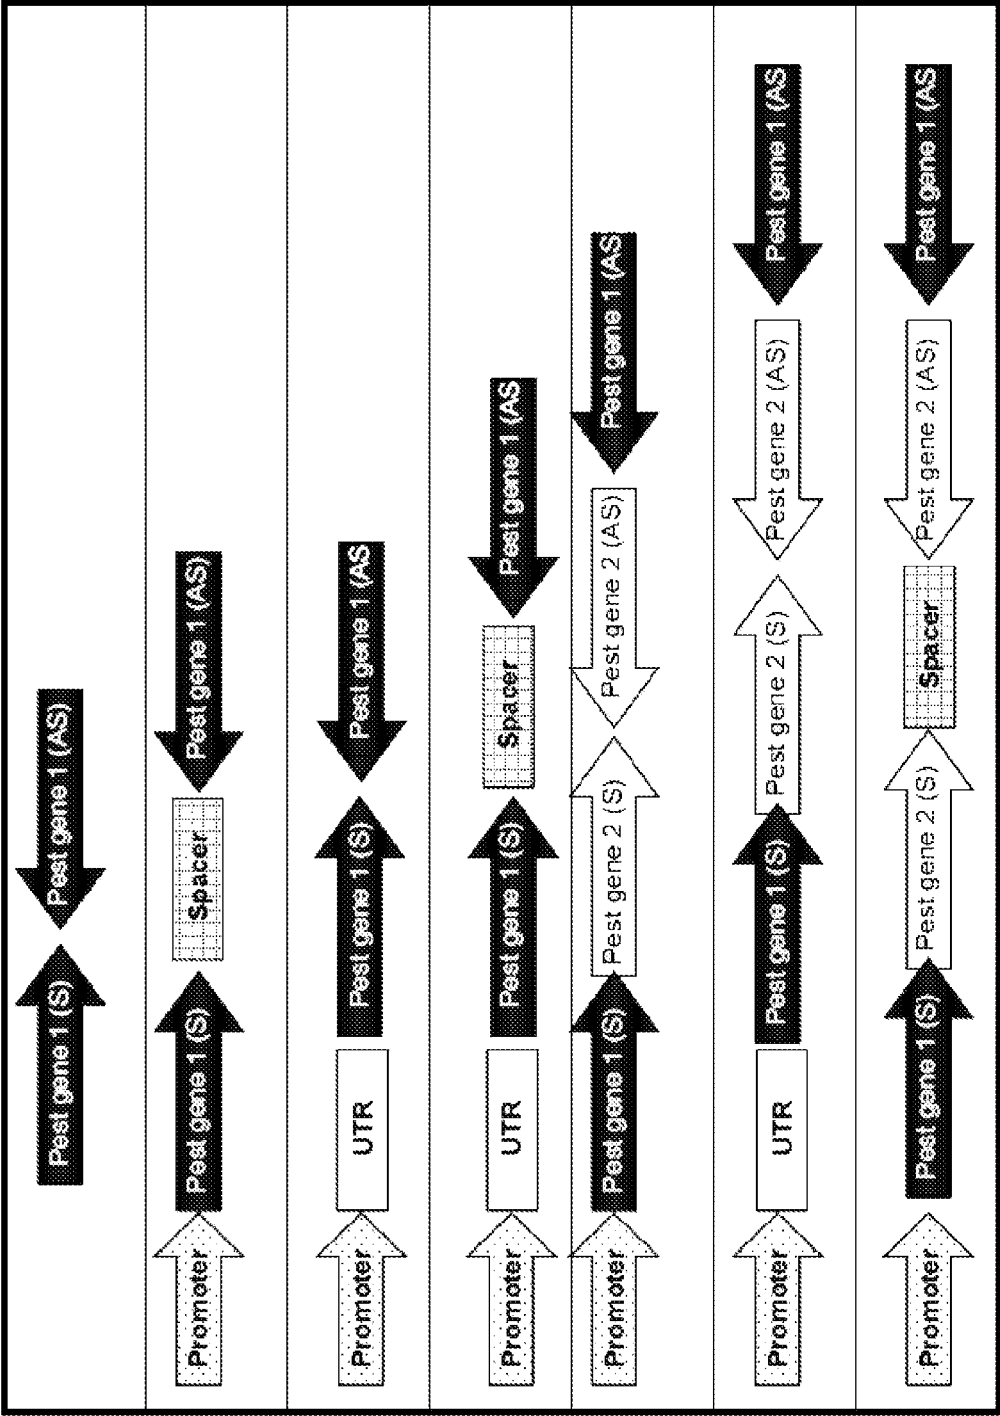 Pest gene 1 (S)
Pest gene 1 (AS)
Promoter
Pest gene 1 (S)
Spacer
Pest gene 1 (AS)
Promoter
UTR
Pest gene 1 (S)
Pest gene 1 (AS
Promoter
UTR
Pest gene 1 (S)
Spacer
Pest gene 1 (AS
Promoter
Pest gene 1 (S)
Pest gene 2 (S)
Pest gene 2 (AS)
Pest gene 1 (AS
Promoter
UTR
Pest gene 1 (S)
Pest gene 2 (S)
Pest gene 2 (AS)
Pest gene 1 (AS
Promoter
Pest gene 1 (S)
Pest gene 2 (S)
Spacer
Pest gene 2 (AS)
Pest gene 1 (AS